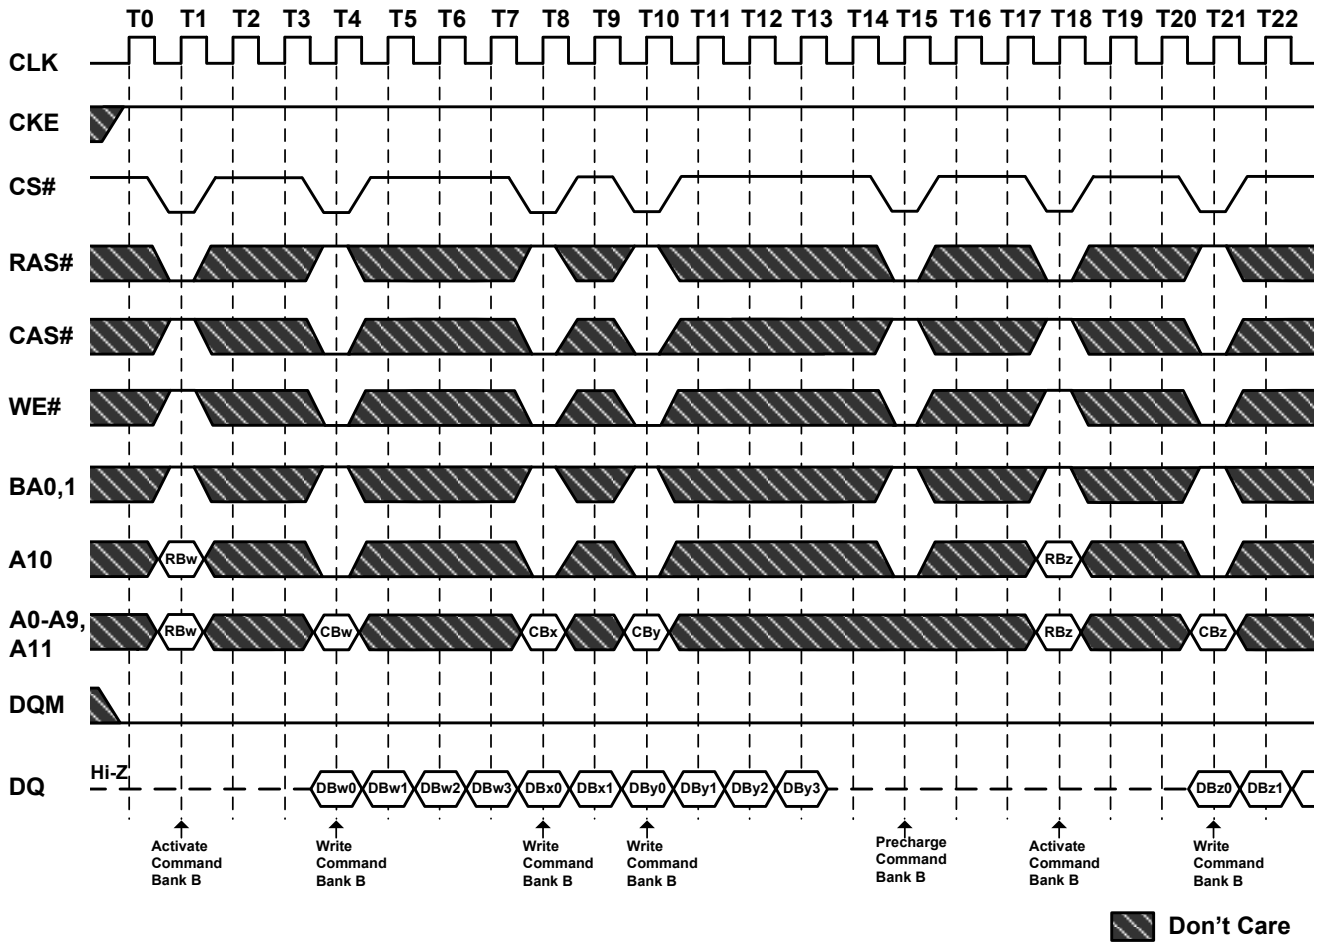 T0 T1 T2 T3 T4 T5 T6 T7 T8 T9 T10 T11 T12 T13 T14 T15 T16 T17 T18 T19 T20 T21 T22
CLK
CKE
CS#
RAS#
CAS#
WE#
BA0,1
A10
RBw
RBz
A0-A9,
A11
RBw
CBw
CBx
CBy
RBz
CBz
DQM
DQ
Hi-Z
DBw0 DBw1 DBw2 DBw3 DBx0 DBx1 DBy0 DBy1 DBy2 DBy3 DBz0 DBz1
Activate
Command
Bank B
Write
Command
Bank B
Write
Command
Bank B
Write
Command
Bank B
Precharge
Command
Bank B
Activate
Command
Bank B
Write
Command
Bank B
Don't Care